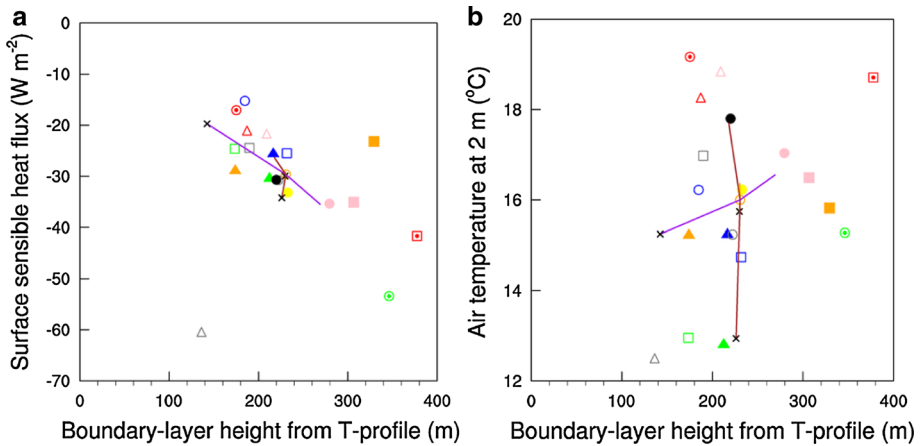 a
Surface sensible heat flux (W m-2)
0
-10
-20
-30
-40
-50
-60
-70
0 100 200 300 400
Boundary-layer height from T-profile (m)
b
Air temperature at 2 m (oC)
20
18
16
14
12
0 100 200 300 400
Boundary-layer height from T-profile (m)